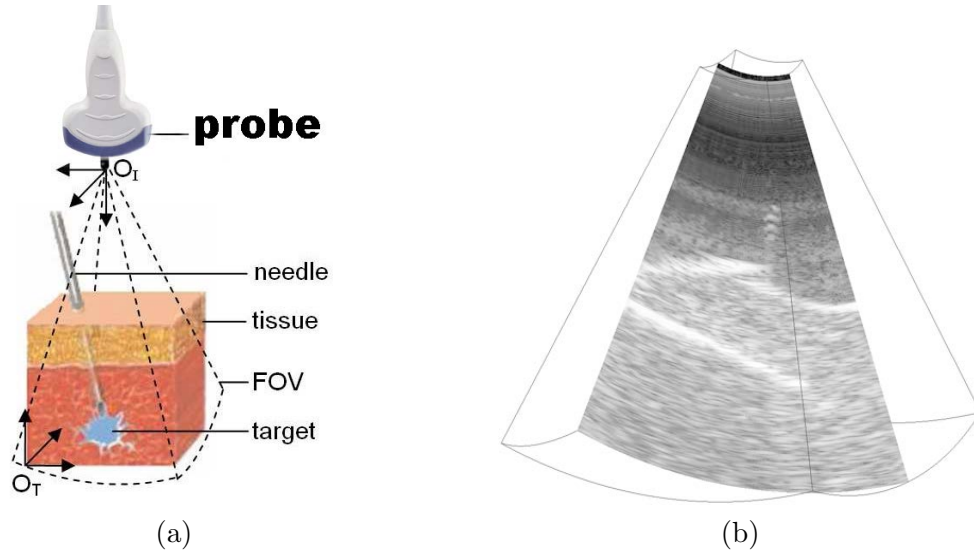 probe
O_I
needle
tissue
FOV
target
O_T
(a)
(b)